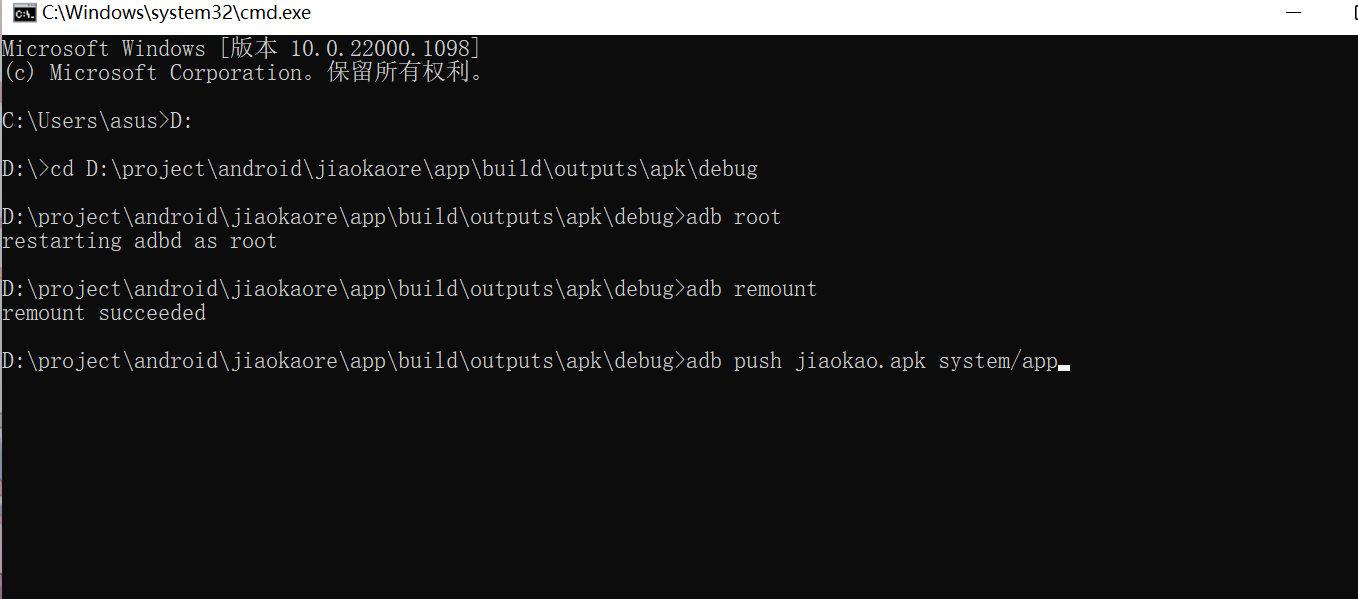 C:\Windows\system32\cmd.exe
Microsoft Windows [版本 10.0.22000.1098]
(c) Microsoft Corporation。保留所有权利。
C:\Users\asus>D:
D:\>cd D:\project\android\jiaokaore\app\build\outputs\apk\debug
D:\project\android\jiaokaore\app\build\outputs\apk\debug>adb root
restarting adbd as root
D:\project\android\jiaokaore\app\build\outputs\apk\debug>adb remount
remount succeeded
D:\project\android\jiaokaore\app\build\outputs\apk\debug>adb push jiaokao.apk system/app